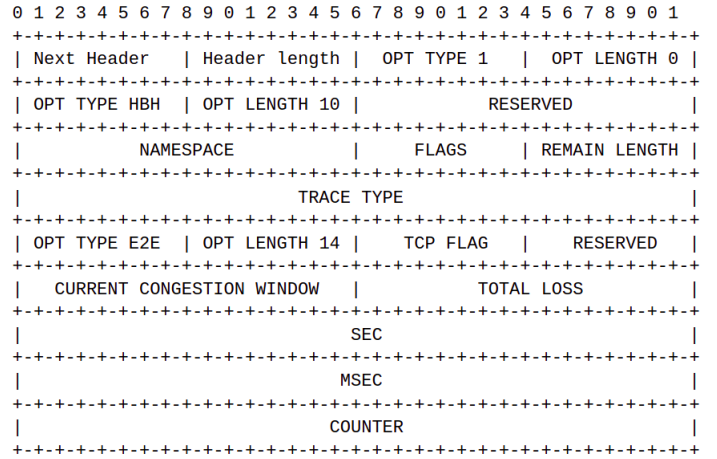 0 1 2 3 4 5 6 7 8 9 0 1 2 3 4 5 6 7 8 9 0 1 2 3 4 5 6 7 8 9 0 1
+-+-+-+-+-+-+-+-+-+-+-+-+-+-+-+-+-+-+-+-+-+-+-+-+-+-+-+-+-+-+-+-+
| Next Header   | Header length |  OPT TYPE 1   |  OPT LENGTH 0 |
+-+-+-+-+-+-+-+-+-+-+-+-+-+-+-+-+-+-+-+-+-+-+-+-+-+-+-+-+-+-+-+-+
| OPT TYPE HBH  | OPT LENGTH 10 |            RESERVED           |
+-+-+-+-+-+-+-+-+-+-+-+-+-+-+-+-+-+-+-+-+-+-+-+-+-+-+-+-+-+-+-+-+
|           NAMESPACE           |     FLAGS     | REMAIN LENGTH |
+-+-+-+-+-+-+-+-+-+-+-+-+-+-+-+-+-+-+-+-+-+-+-+-+-+-+-+-+-+-+-+-+
|                          TRACE TYPE                           |
+-+-+-+-+-+-+-+-+-+-+-+-+-+-+-+-+-+-+-+-+-+-+-+-+-+-+-+-+-+-+-+-+
| OPT TYPE E2E  | OPT LENGTH 14 |    TCP FLAG   |    RESERVED   |
+-+-+-+-+-+-+-+-+-+-+-+-+-+-+-+-+-+-+-+-+-+-+-+-+-+-+-+-+-+-+-+-+
|   CURRENT CONGESTION WINDOW   |           TOTAL LOSS          |
+-+-+-+-+-+-+-+-+-+-+-+-+-+-+-+-+-+-+-+-+-+-+-+-+-+-+-+-+-+-+-+-+
|                               SEC                             |
+-+-+-+-+-+-+-+-+-+-+-+-+-+-+-+-+-+-+-+-+-+-+-+-+-+-+-+-+-+-+-+-+
|                              MSEC                             |
+-+-+-+-+-+-+-+-+-+-+-+-+-+-+-+-+-+-+-+-+-+-+-+-+-+-+-+-+-+-+-+-+
|                             COUNTER                           |
+-+-+-+-+-+-+-+-+-+-+-+-+-+-+-+-+-+-+-+-+-+-+-+-+-+-+-+-+-+-+-+-+